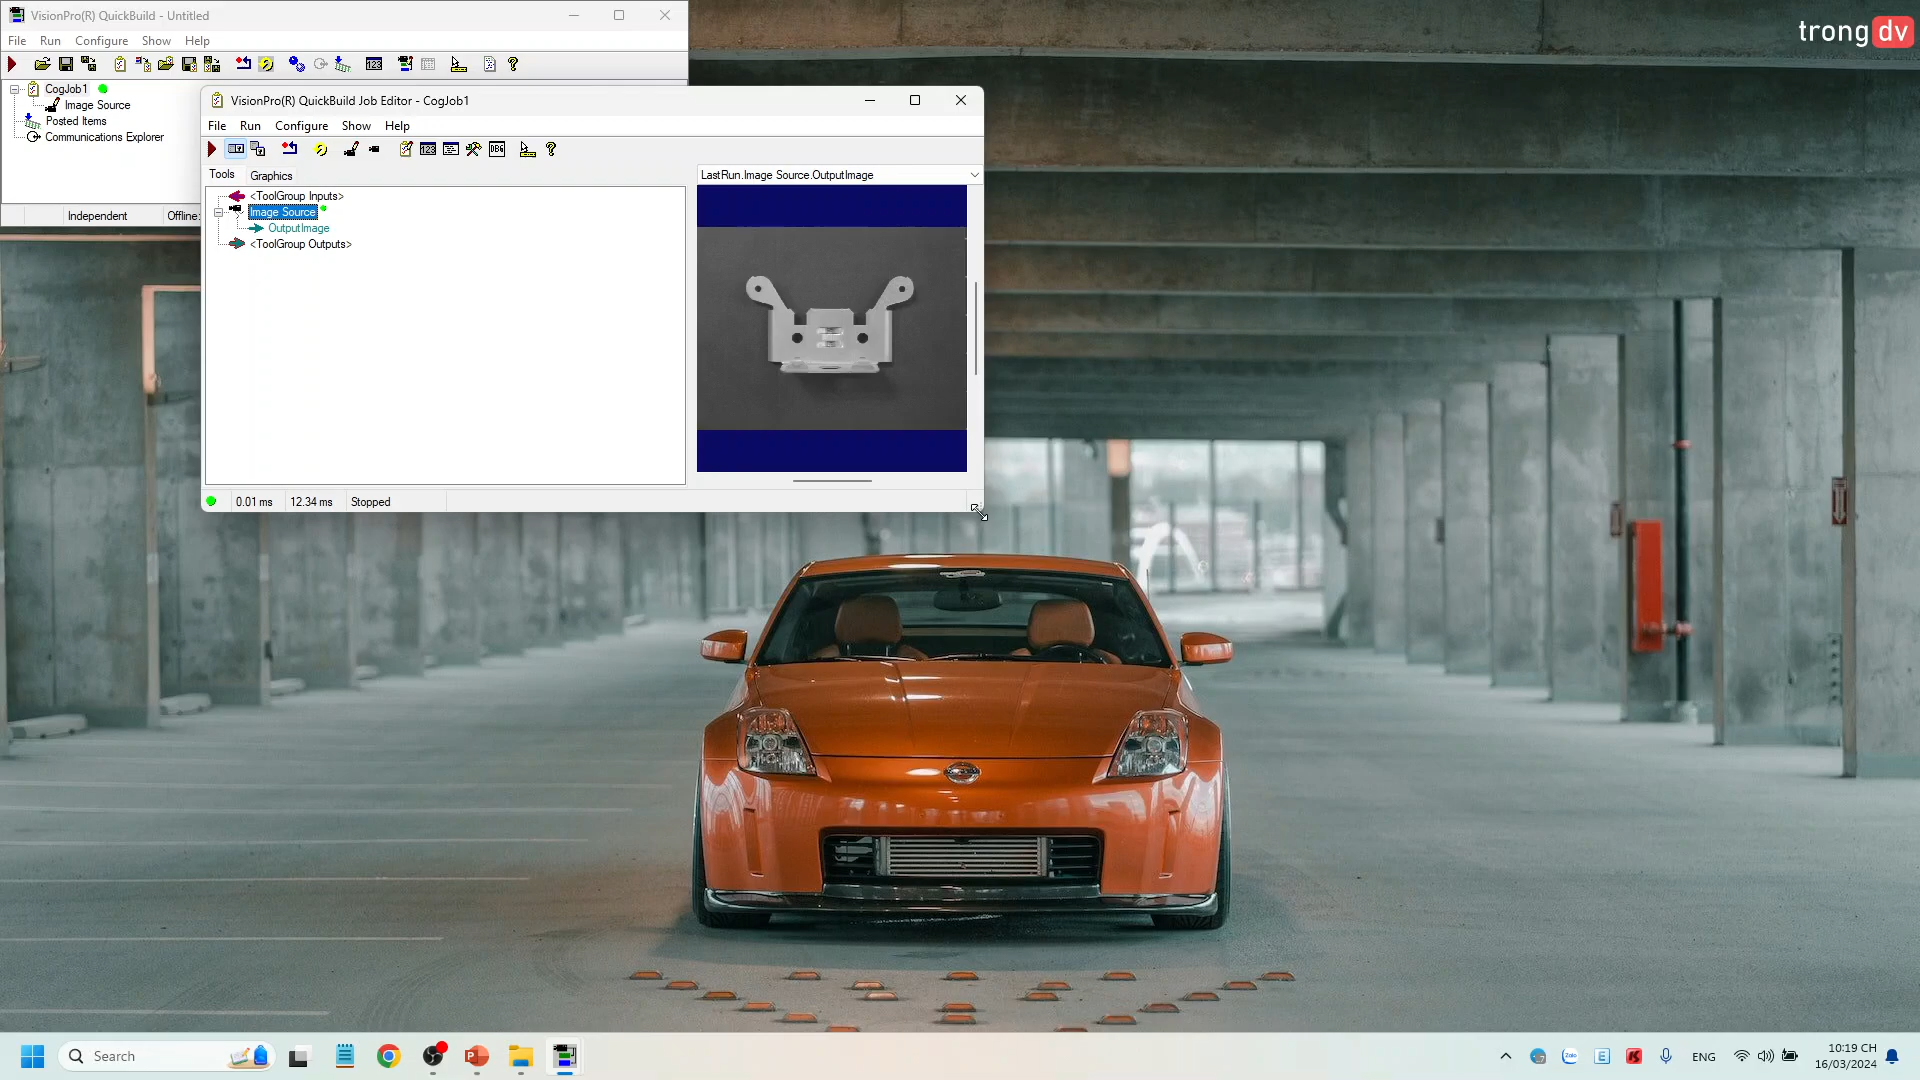 VisionPro(R) QuickBuild - Untitled
File Run Configure Show Help
CogJob1
Image Source
Posted Items
Communications Explorer
Independent Offline:
VisionPro(R) QuickBuild Job Editor - CogJob1
File Run Configure Show Help
Tools Graphics
<ToolGroup Inputs>
Image Source
OutputImage
<ToolGroup Outputs>
LastRun.Image Source.OutputImage
0.01 ms 12.34 ms Stopped
trong dv
Search
ENG
10:19 CH
16/03/2024